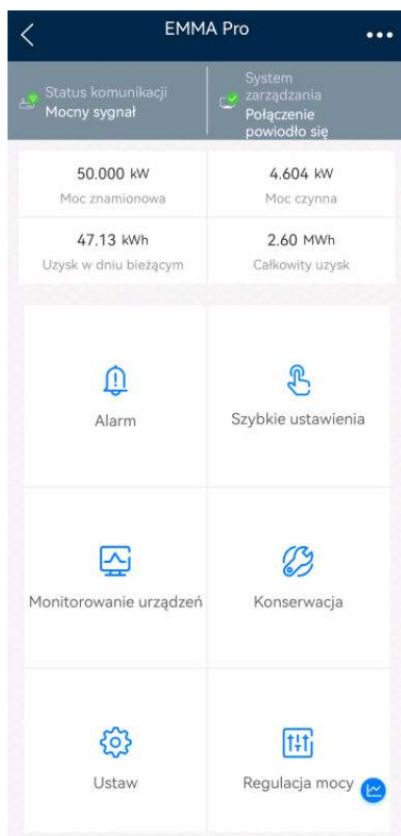 EMMA Pro
Status komunikacji
Mocny sygnał
System
zarządzania
Połączenie
powiodło się
50.000 kW
Moc znamionowa
4.604 kW
Moc czynna
47.13 kWh
Uzysk w dniu bieżącym
2.60 MWh
Całkowity uzysk
Alarm
Szybkie ustawienia
Monitorowanie urządzeń
Konserwacja
Ustaw
Regulacja mocy